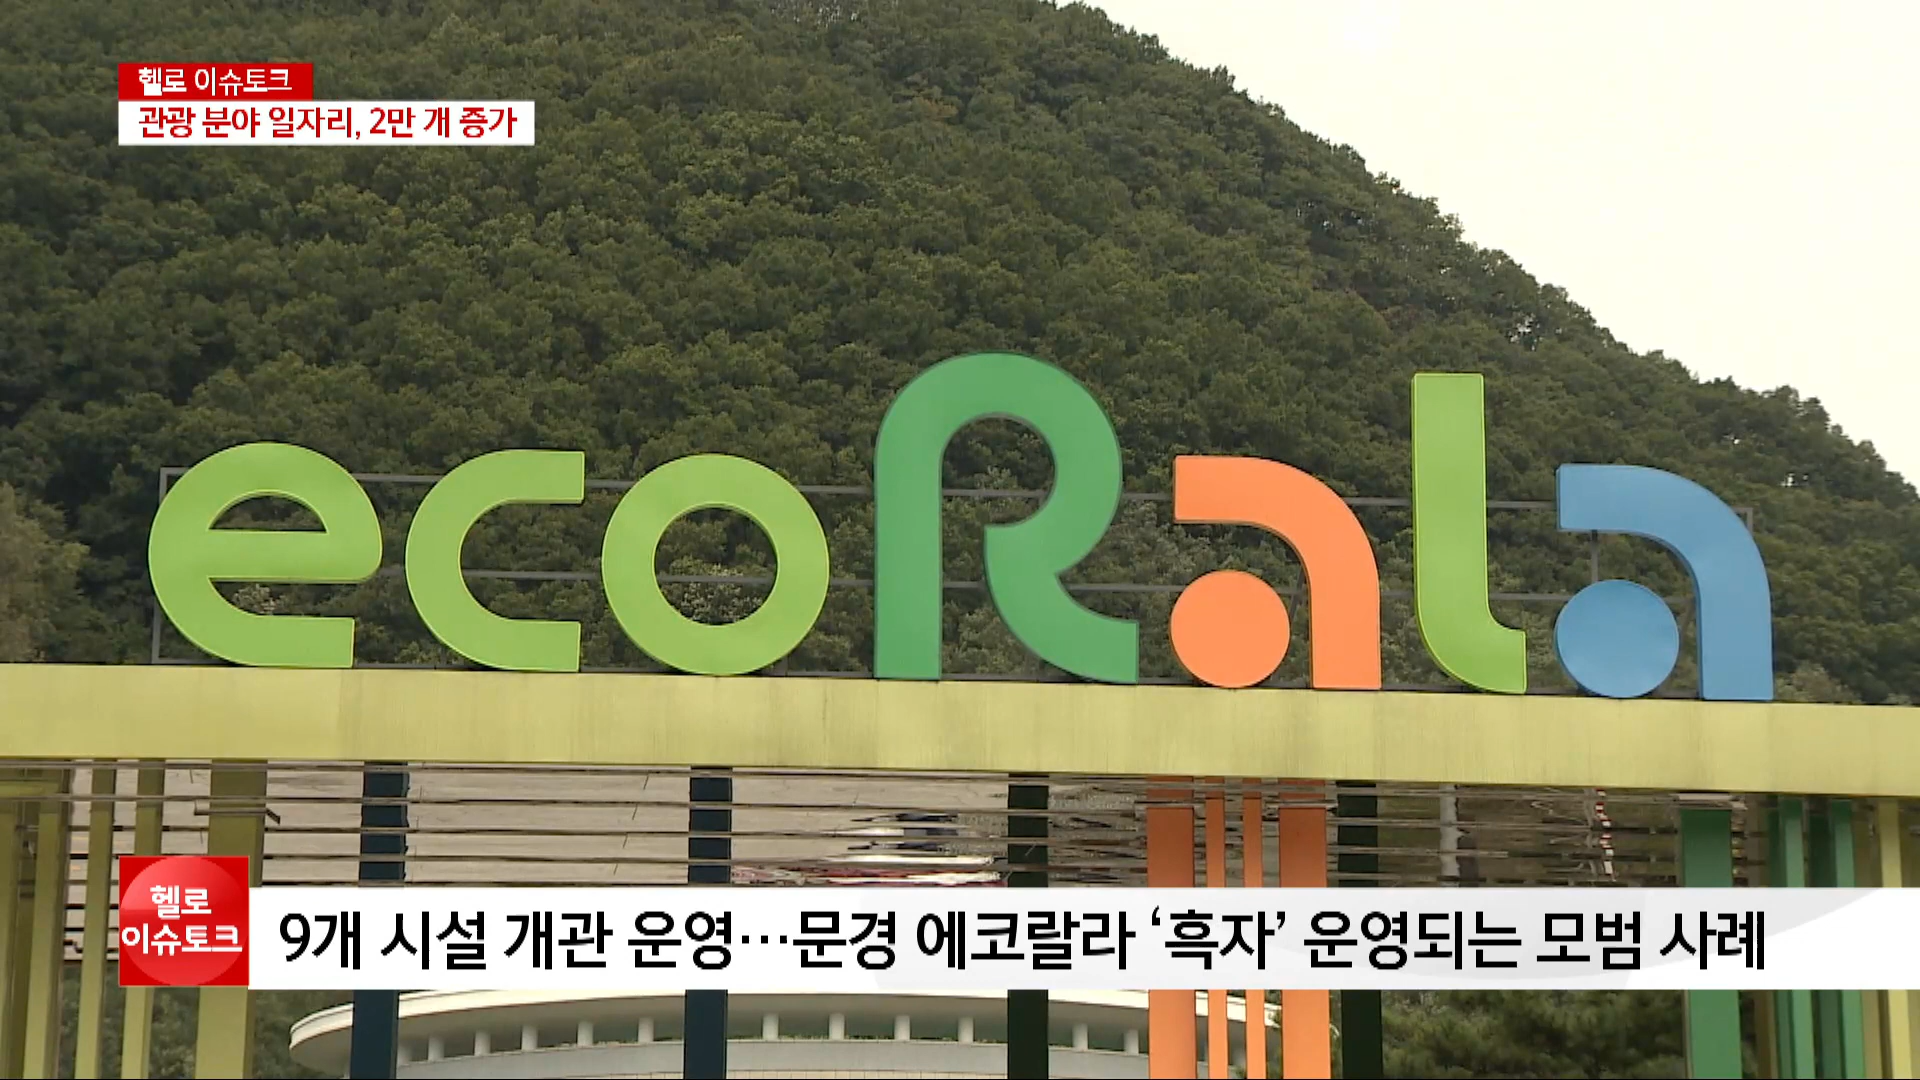 헬로 이슈토크
관광 분야 일자리, 2만 개 증가
ecoRala
헬로
이슈토크
9개 시설 개관 운영…문경 에코랄라 ‘흑자’ 운영되는 모범 사례